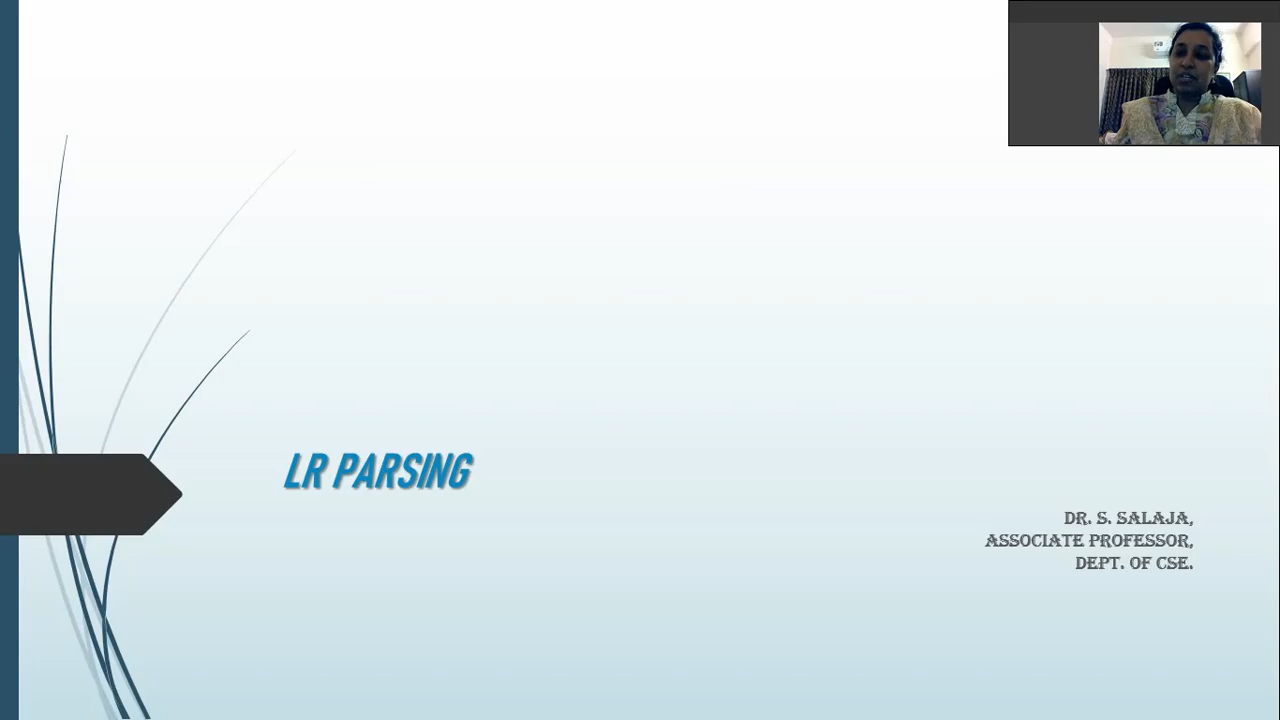 LR PARSING
DR. S. SALAJA,
ASSOCIATE PROFESSOR,
DEPT. OF CSE.